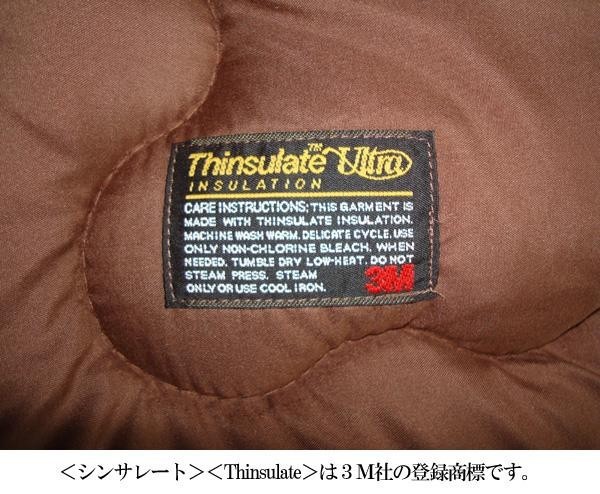 Thinsulate™ Ultra
INSULATION
CARE INSTRUCTIONS: THIS GARMENT IS
MADE WITH THINSULATE INSULATION.
MACHINE WASH WARM. DELICATE CYCLE. USE
ONLY NON-CHLORINE BLEACH. WHEN
NEEDED. TUMBLE DRY LOW-HEAT. DO NOT
STEAM PRESS. STEAM
ONLY OR USE COOL IRON.
3M
＜シンサレート＞＜Thinsulate＞は３Ｍ社の登録商標です。